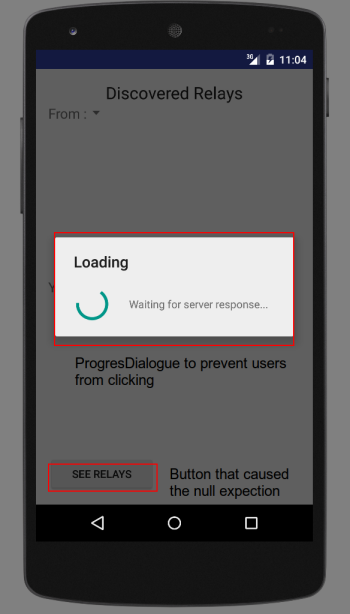 3G 11:04
Discovered Relays
From :
Y
Loading
Waiting for server response...
ProgresDialogue to prevent users
from clicking
SEE RELAYS
Button that caused
the null expection